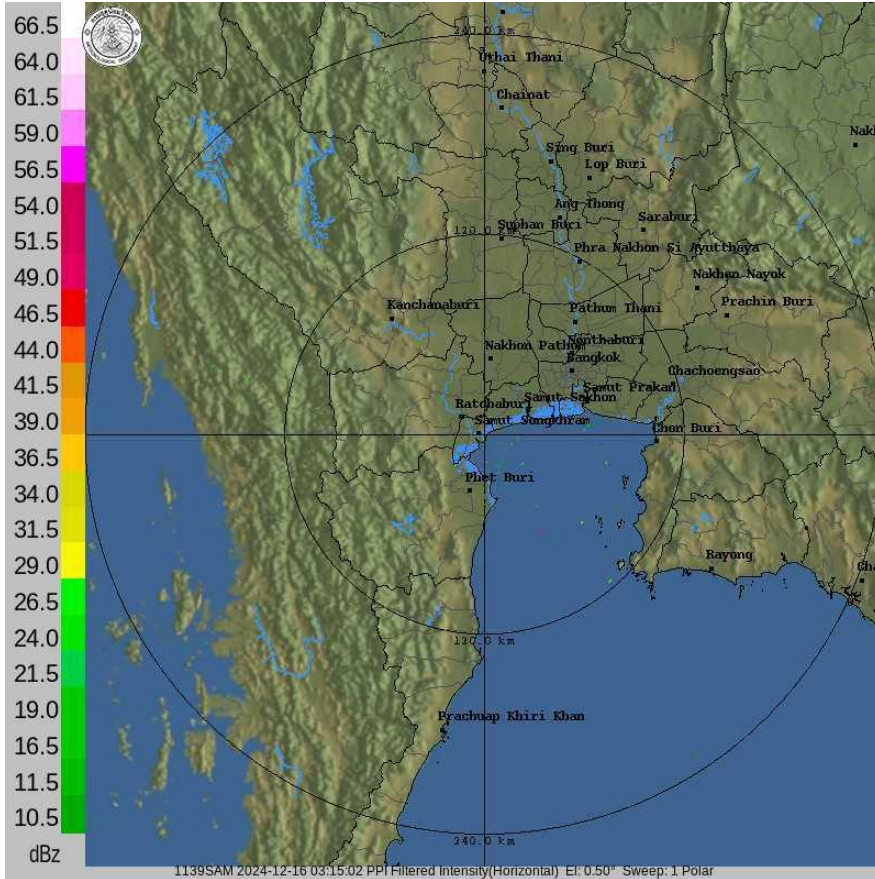 66.5
64.0
61.5
59.0
56.5
54.0
51.5
49.0
46.5
44.0
41.5
39.0
36.5
34.0
31.5
29.0
26.5
24.0
21.5
19.0
16.5
11.5
10.5
dBz
240.0 km
Uthai Thani
Chainat
Nakh
Sing Buri
Lop Buri
Ang Thong
Saraburi
Suphan Buri
120.0 km
Phra Nakhon Si Ayutthaya
Nakhon Nayok
Kanchanaburi
Prachin Buri
Pathum Thani
Nonthaburi
Nakhon Pathom
Bangkok
Chachoengsao
Samut Prakan
Samut Sakhon
Ratchaburi
Samut Songkhram
Chon Buri
Phet Buri
Rayong
Cha
120.0 km
Prachuap Khiri Khan
240.0 km
1139SAM 2024-12-16 03:15:02 PPI Filtered Intensity(Horizontal) El: 0.50° Sweep: 1 Polar